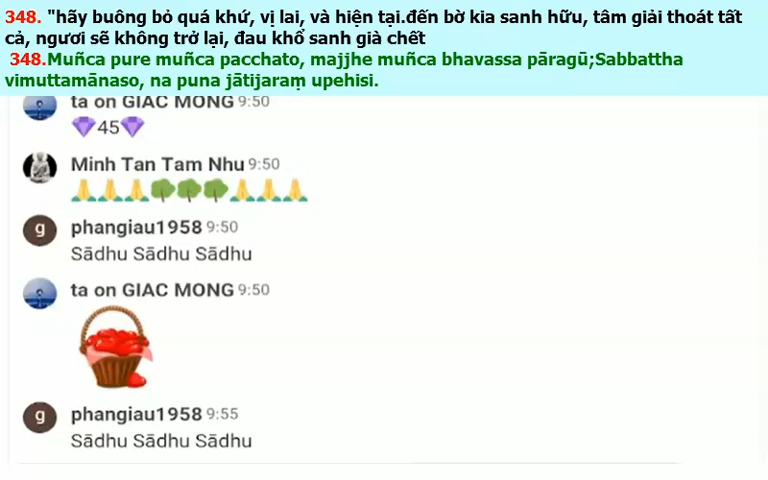 348. "hãy buông bỏ quá khứ, vị lai, và hiện tại.đến bờ kia sanh hữu, tâm giải thoát tất
cả, ngươi sẽ không trở lại, đau khổ sanh già chết
348.Muñca pure muñca pacchato, majjhe muñca bhavassa pāragū;Sabbattha
vimuttamānaso, na puna jātijaraṃ upehisi.
ta on GIAC MONG 9:50
💎45💎
Minh Tan Tam Nhu 9:50
🙏🙏🙏🌳🌳🌳🙏🙏🙏
g phangiau1958 9:50
Sādhu Sādhu Sādhu
ta on GIAC MONG 9:50
g phangiau1958 9:55
Sādhu Sādhu Sādhu